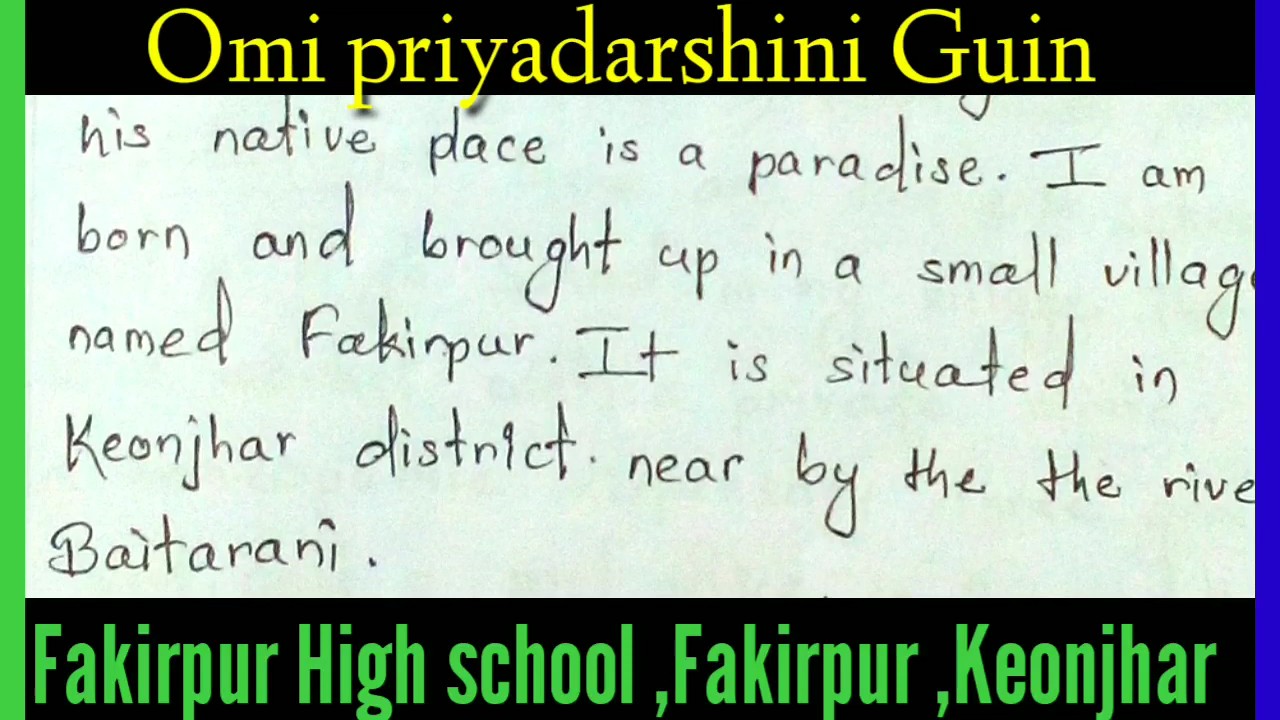 Omi priyadarshini Guin
his native place is a paradise. I am
born and brought up in a small village
named Fakirpur. It is situated in
Keonjhar district. near by the the rive
Baitarani.
Fakirpur High school ,Fakirpur ,Keonjhar